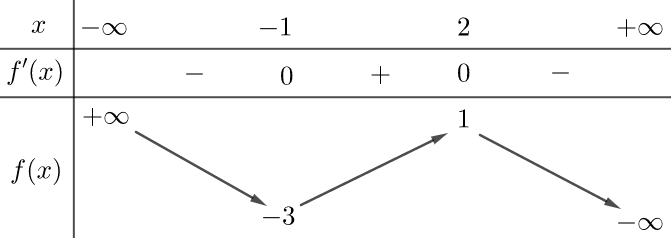 x −∞ −1 2 +∞
f′(x) − 0 + 0 −
+∞ 1
f(x)
−3 −∞